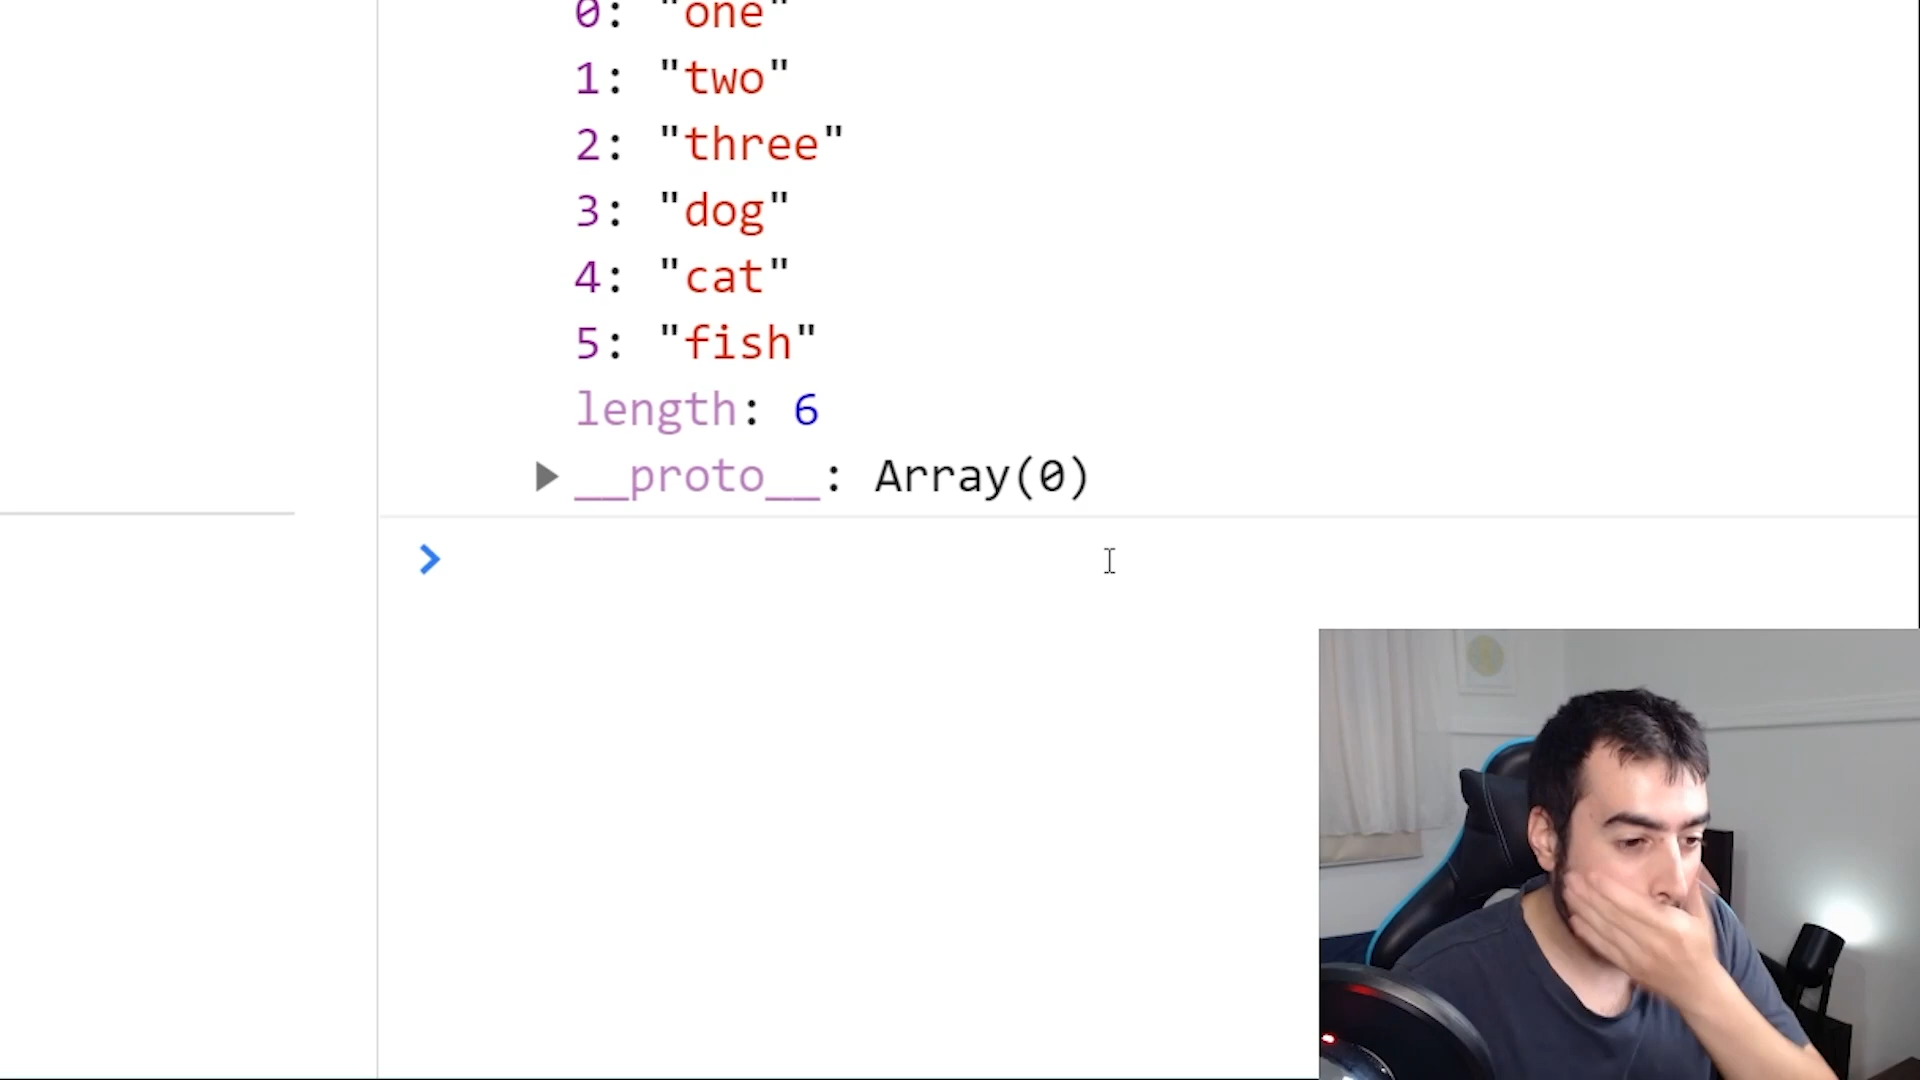 0: "one"
1: "two"
2: "three"
3: "dog"
4: "cat"
5: "fish"
length: 6
__proto__: Array(0)